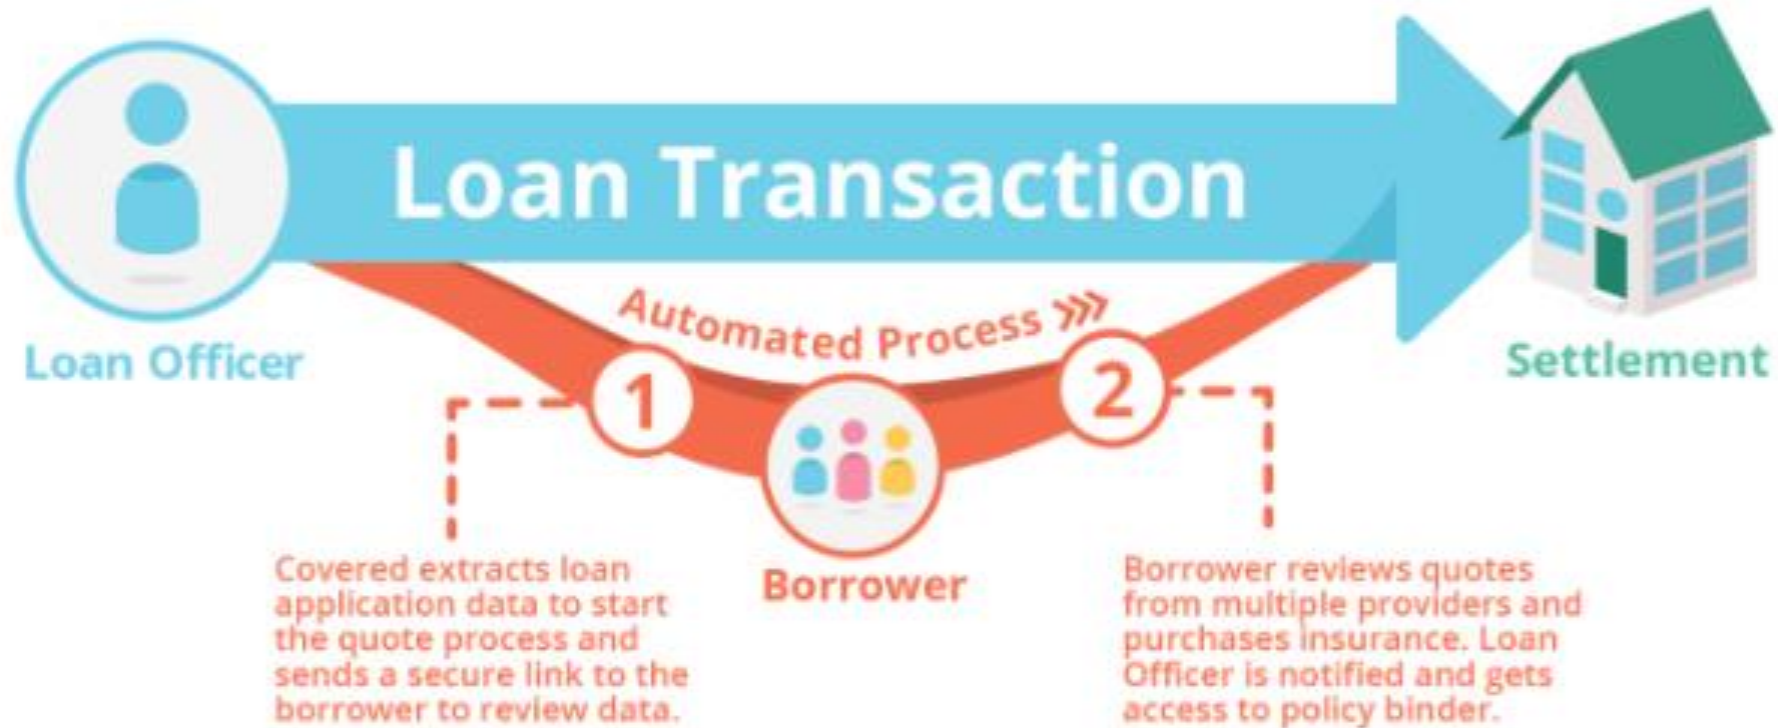 Loan Transaction
Automated Process >>>
Loan Officer
Settlement
1
2
Borrower
Covered extracts loan
application data to start
the quote process and
sends a secure link to the
borrower to review data.
Borrower reviews quotes
from multiple providers and
purchases insurance. Loan
Officer is notified and gets
access to policy binder.